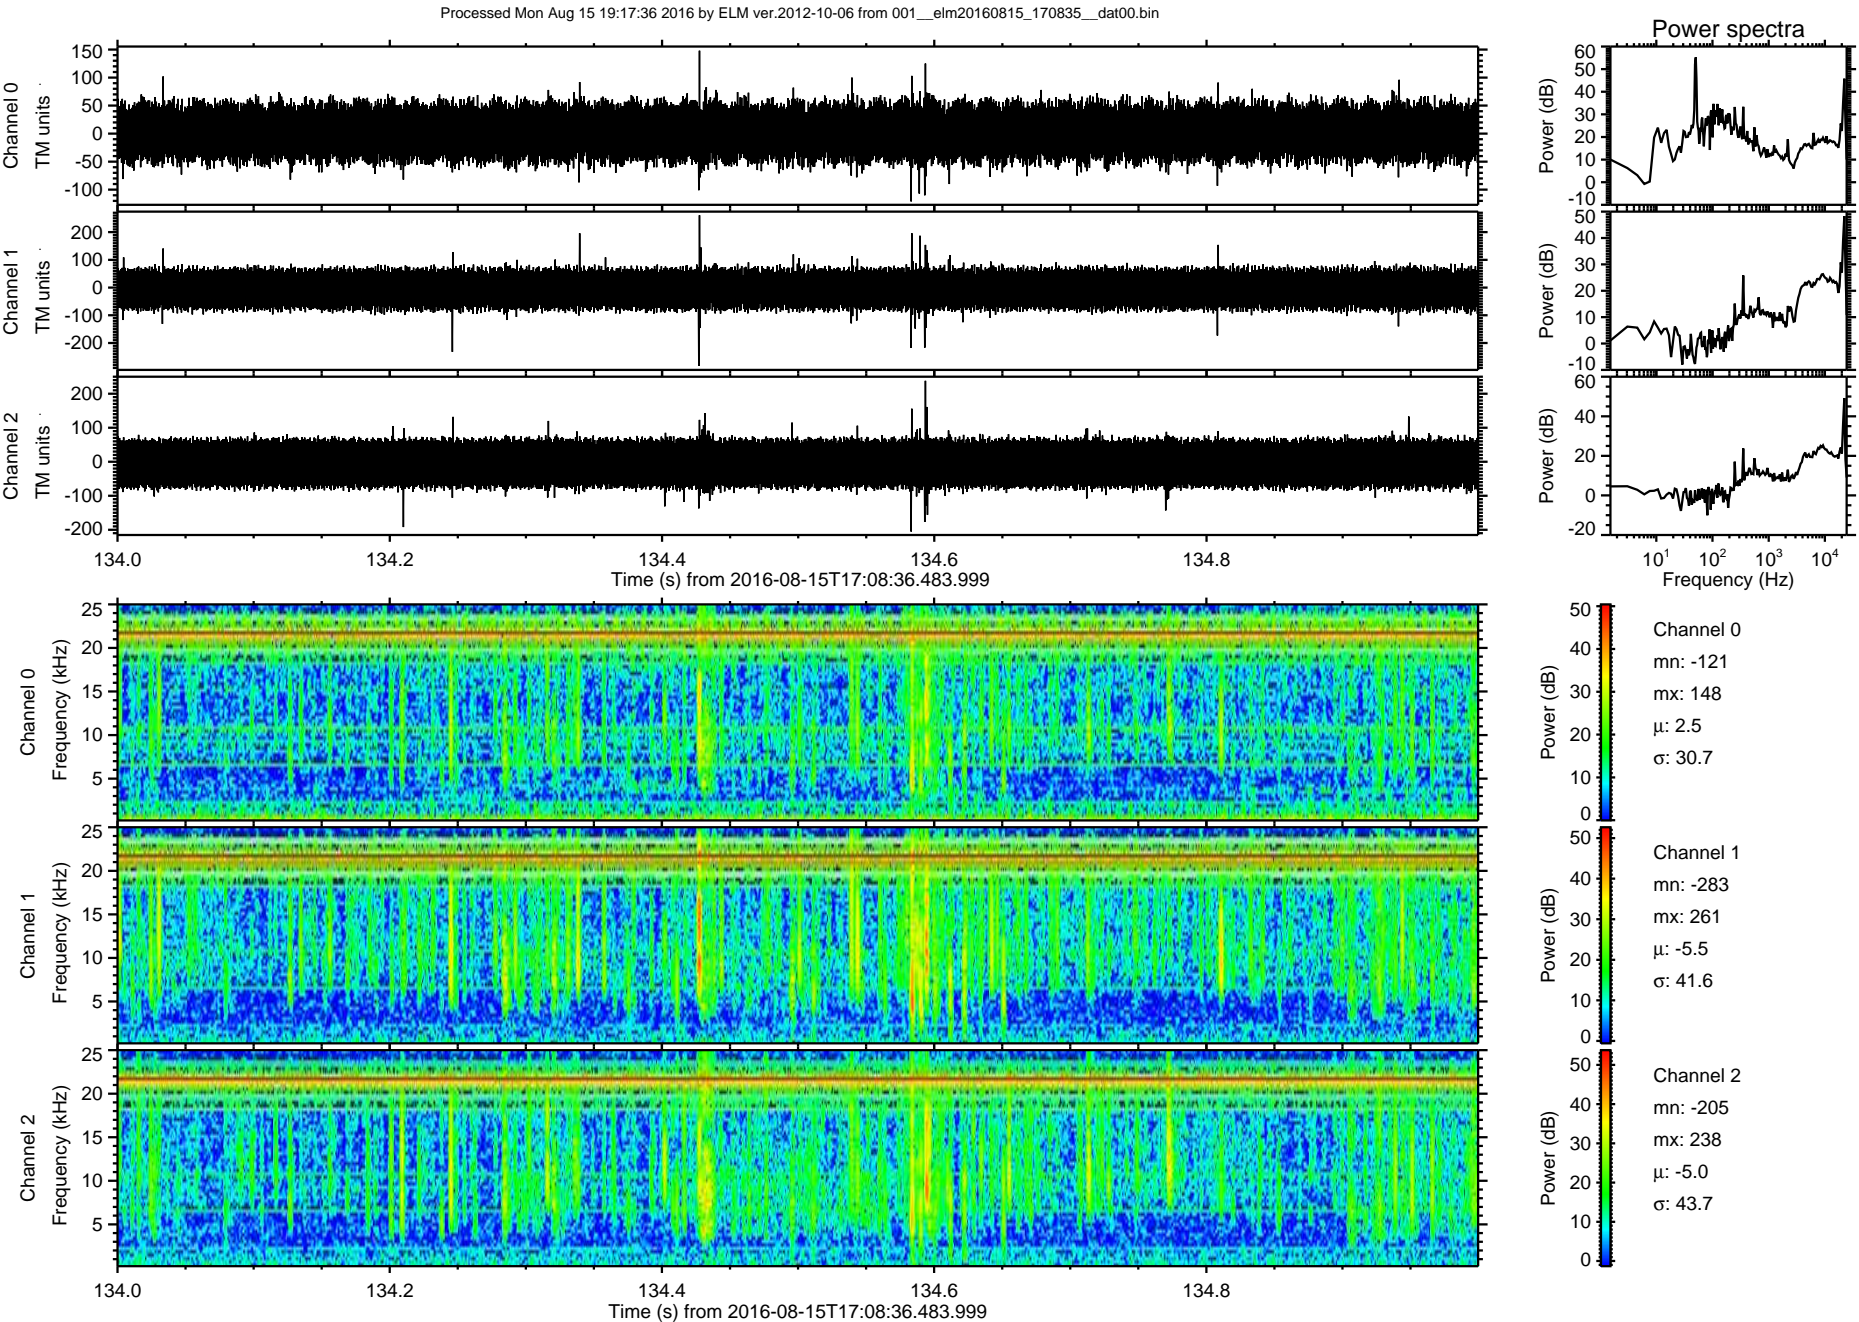 Processed Mon Aug 15 19:17:36 2016 by ELM ver.2012-10-06 from 001__elm20160815_170835__dat00.bin
Power spectra
Channel 0
TM units
150
100
50
0
-50
-100
Power (dB)
60
50
40
30
20
10
0
-10
Channel 1
TM units
200
100
0
-100
-200
Power (dB)
50
40
30
20
10
0
-10
Channel 2
TM units
200
100
0
-100
-200
Power (dB)
60
40
20
0
-20
134.0 134.2 134.4 134.6 134.8
Time (s) from 2016-08-15T17:08:36.483.999
10¹ 10² 10³ 10⁴
Frequency (Hz)
Channel 0
Frequency (kHz)
25
20
15
10
5
Power (dB)
50
40
30
20
10
0
Channel 0
mn: -121
mx: 148
µ: 2.5
σ: 30.7
Channel 1
Frequency (kHz)
25
20
15
10
5
Power (dB)
50
40
30
20
10
0
Channel 1
mn: -283
mx: 261
µ: -5.5
σ: 41.6
Channel 2
Frequency (kHz)
25
20
15
10
5
Power (dB)
50
40
30
20
10
0
Channel 2
mn: -205
mx: 238
µ: -5.0
σ: 43.7
134.0 134.2 134.4 134.6 134.8
Time (s) from 2016-08-15T17:08:36.483.999